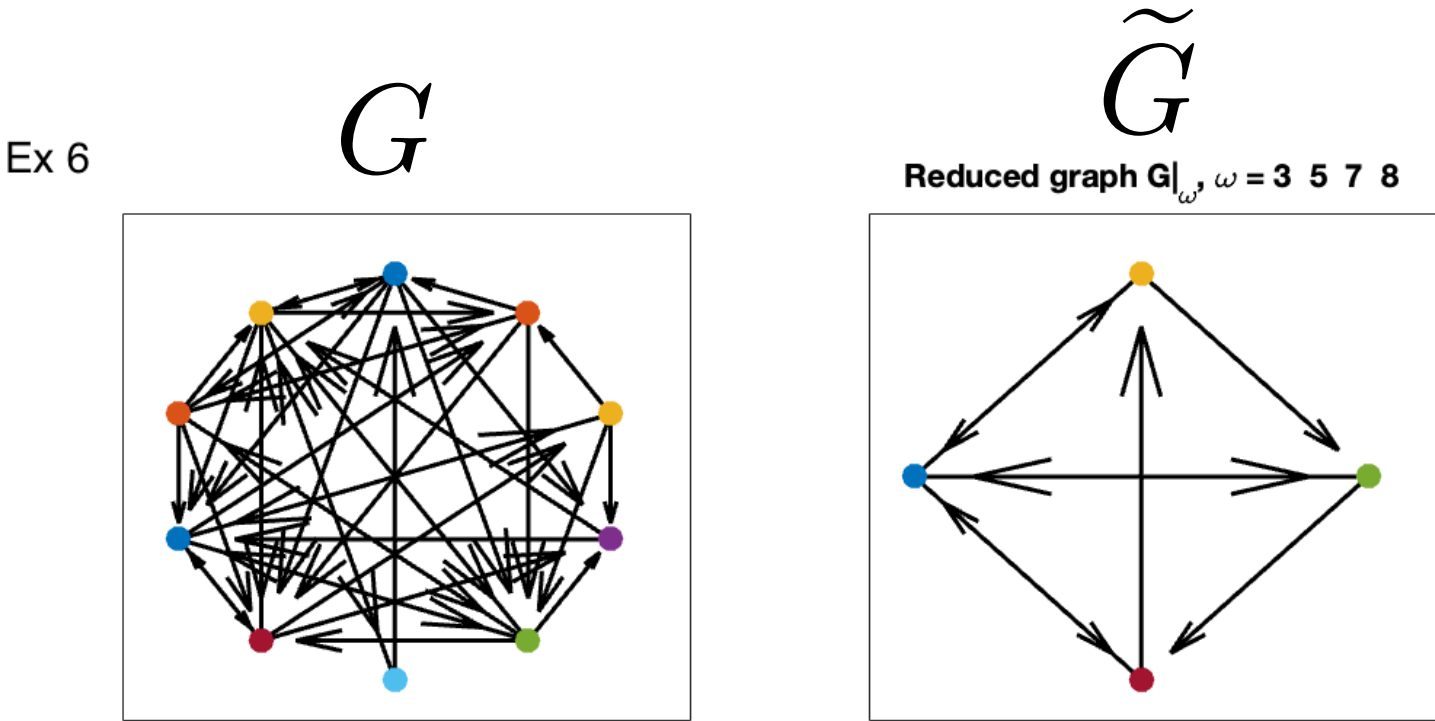 G̃
G
Ex 6
Reduced graph G|ω, ω = 3 5 7 8